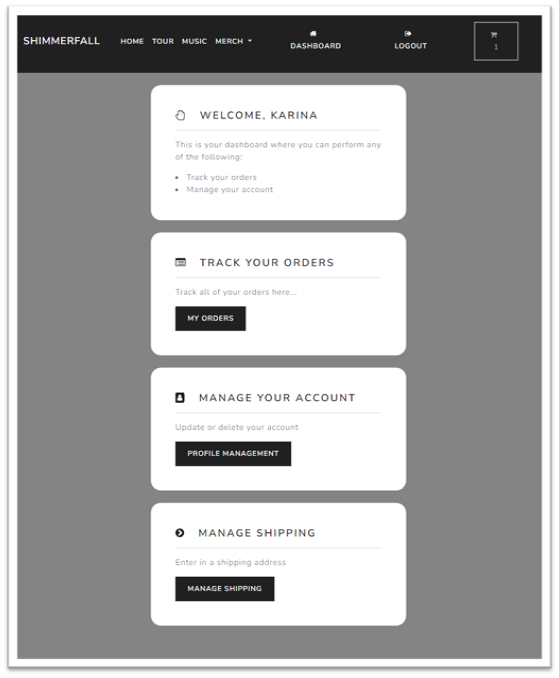 SHIMMERFALL HOME TOUR MUSIC MERCH DASHBOARD LOGOUT 1
WELCOME, KARINA
This is your dashboard where you can perform any
of the following:
Track your orders
Manage your account
TRACK YOUR ORDERS
Track all of your orders here...
MY ORDERS
MANAGE YOUR ACCOUNT
Update or delete your account
PROFILE MANAGEMENT
MANAGE SHIPPING
Enter in a shipping address
MANAGE SHIPPING